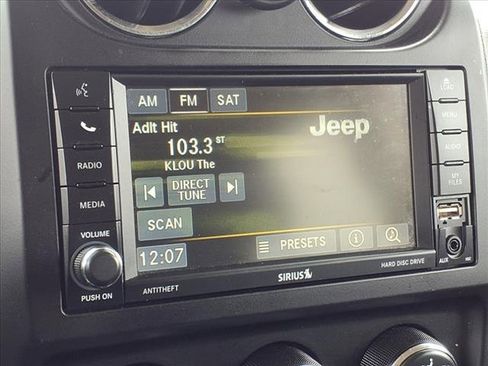 AM FM SAT
LOAD
Adlt Hit
Jeep
MENU
103.3 ST
KLOU The
RADIO
AUDIO
DIRECT
TUNE
MY
FILES
MEDIA
SCAN
VOLUME
12:07
PRESETS
PUSH ON
ANTITHEFT
SIRIUS
HARD DISC DRIVE
AUX